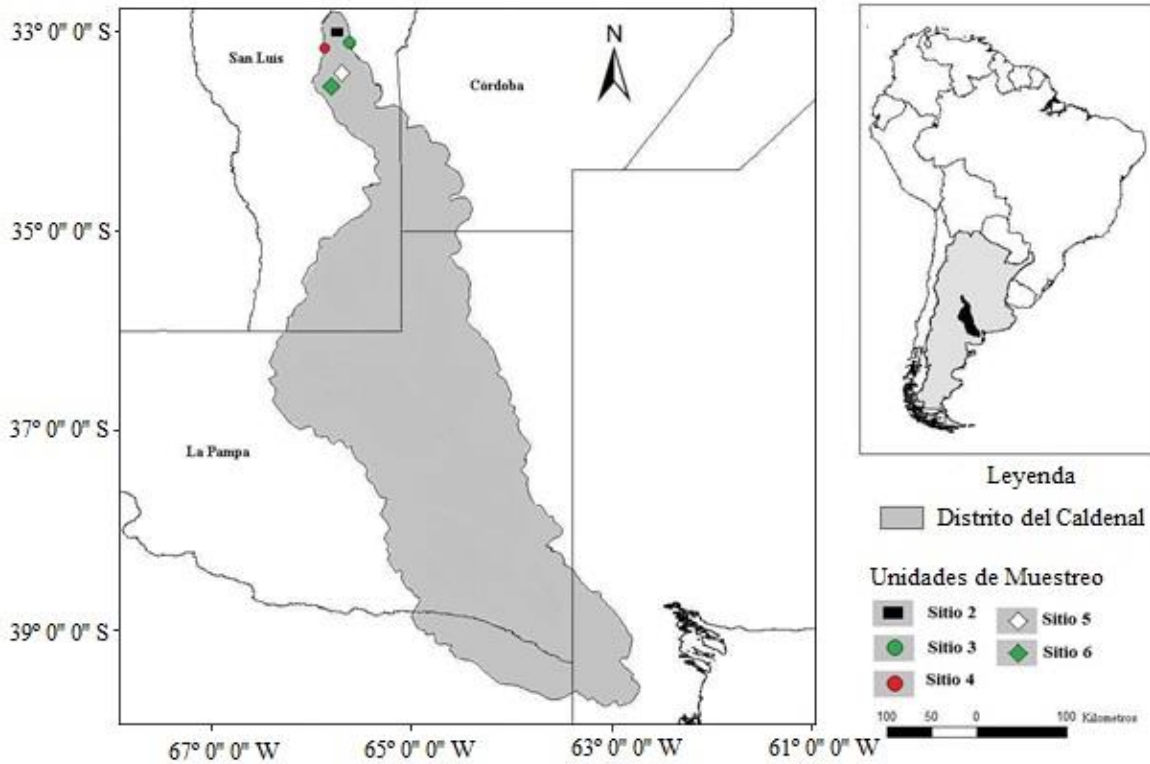 33° 0" 0" S
35° 0" 0" S
37° 0" 0" S
39° 0" 0" S
San Luis
Córdoba
N
La Pampa
67° 0" 0" W
65° 0" 0" W
63° 0" 0" W
61° 0" 0" W
Leyenda
Distrito del Caldenal
Unidades de Muestreo
Sitio 2
Sitio 5
Sitio 3
Sitio 6
Sitio 4
100 50 0 100 Kilometros